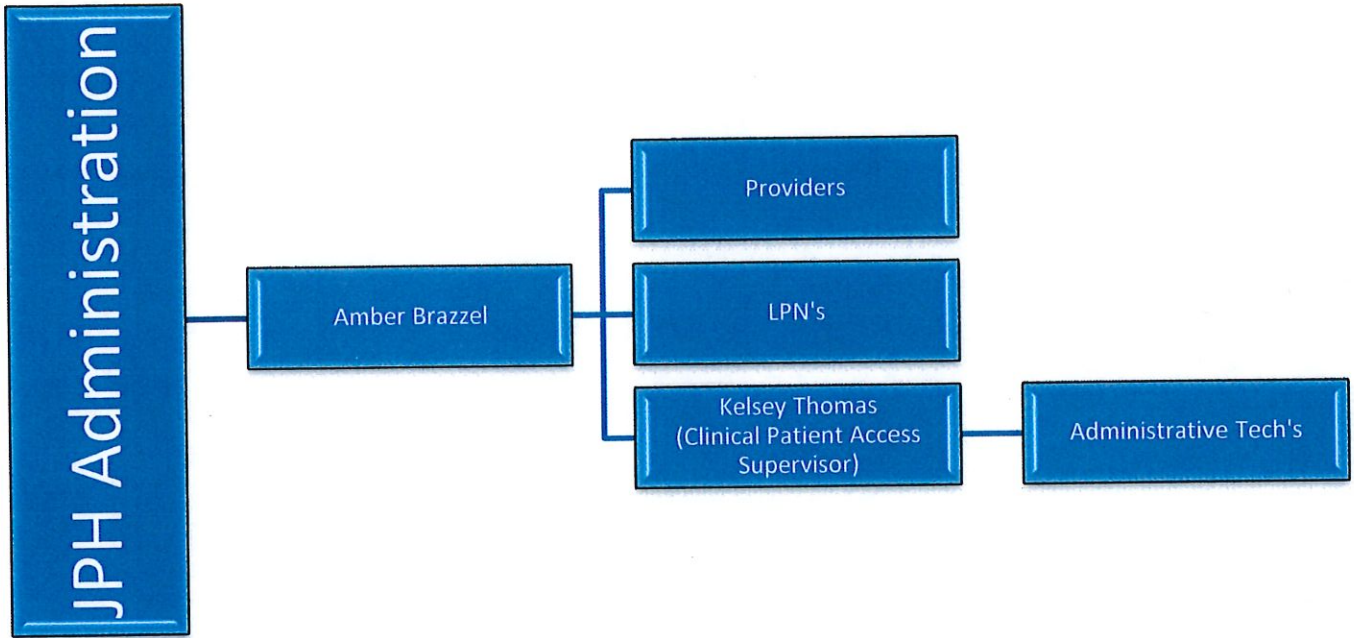 JPH Administration
Amber Brazzel
Providers
LPN's
Kelsey Thomas
(Clinical Patient Access
Supervisor)
Administrative Tech's